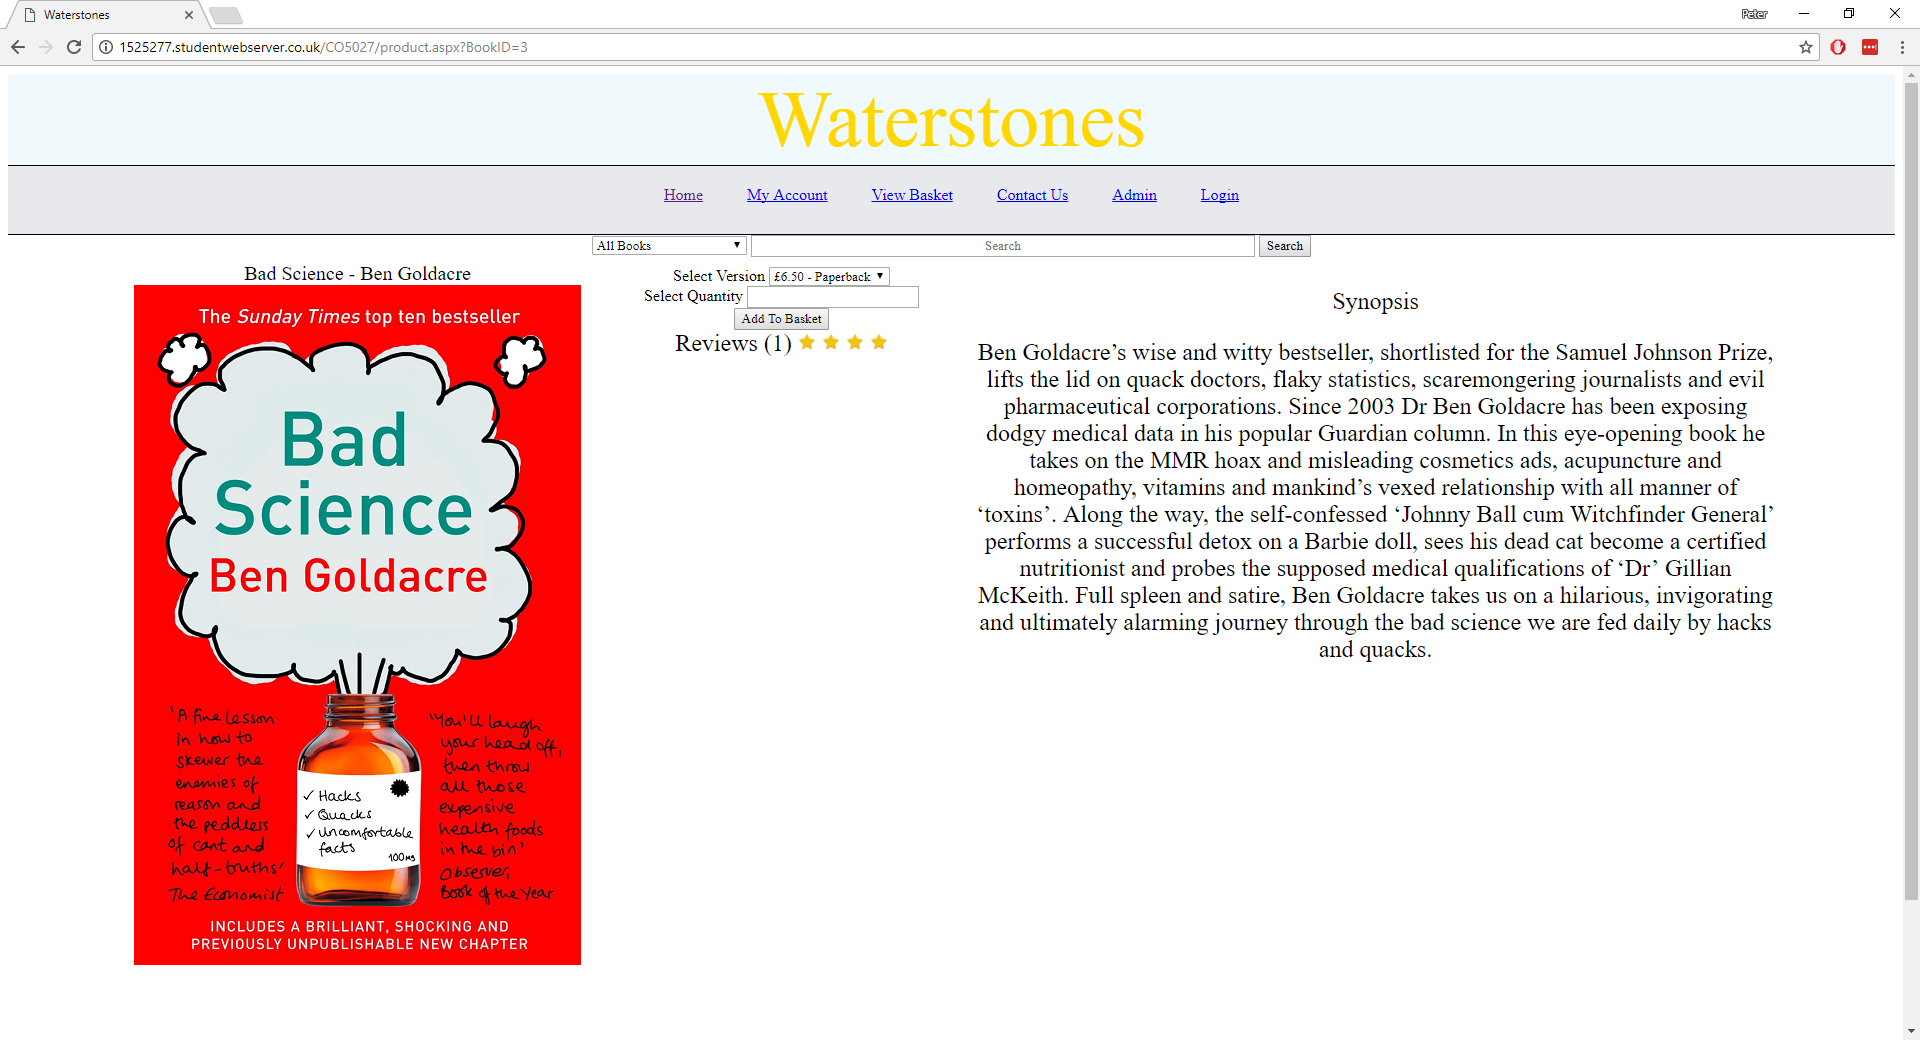 Waterstones
Peter
1525277.studentwebserver.co.uk/CO5027/product.aspx?BookID=3
Waterstones
Home My Account View Basket Contact Us Admin Login
All Books Search Search
Bad Science - Ben Goldacre
The Sunday Times top ten bestseller
Bad
Science
Ben Goldacre
'A fine lesson
in how to
skewer the
enemies of
reason and
the peddlers
of cant and
half-truths'
The Economist
✓ Hacks
✓ Quacks
✓ Uncomfortable
facts
100mg
'You'll laugh
your head off,
then throw
all those
expensive
health foods
in the bin'
Observer,
Book of the Year
INCLUDES A BRILLIANT, SHOCKING AND
PREVIOUSLY UNPUBLISHABLE NEW CHAPTER
Select Version £6.50 - Paperback
Select Quantity
Add To Basket
Reviews (1)
Synopsis
Ben Goldacre’s wise and witty bestseller, shortlisted for the Samuel Johnson Prize,
lifts the lid on quack doctors, flaky statistics, scaremongering journalists and evil
pharmaceutical corporations. Since 2003 Dr Ben Goldacre has been exposing
dodgy medical data in his popular Guardian column. In this eye-opening book he
takes on the MMR hoax and misleading cosmetics ads, acupuncture and
homeopathy, vitamins and mankind’s vexed relationship with all manner of
‘toxins’. Along the way, the self-confessed ‘Johnny Ball cum Witchfinder General’
performs a successful detox on a Barbie doll, sees his dead cat become a certified
nutritionist and probes the supposed medical qualifications of ‘Dr’ Gillian
McKeith. Full spleen and satire, Ben Goldacre takes us on a hilarious, invigorating
and ultimately alarming journey through the bad science we are fed daily by hacks
and quacks.